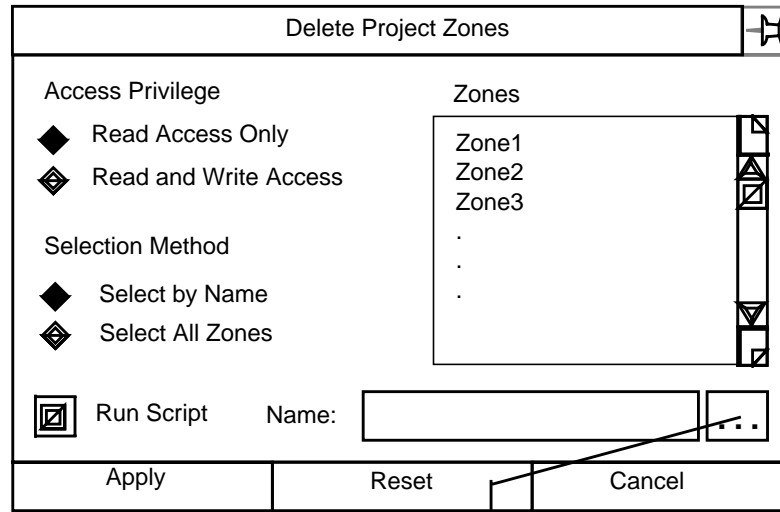 Delete Project Zones
Access Privilege
Read Access Only
Read and Write Access
Selection Method
Select by Name
Select All Zones
Zones
Zone1
Zone2
Zone3
.
.
.
Run Script Name: ...
Apply Reset Cancel